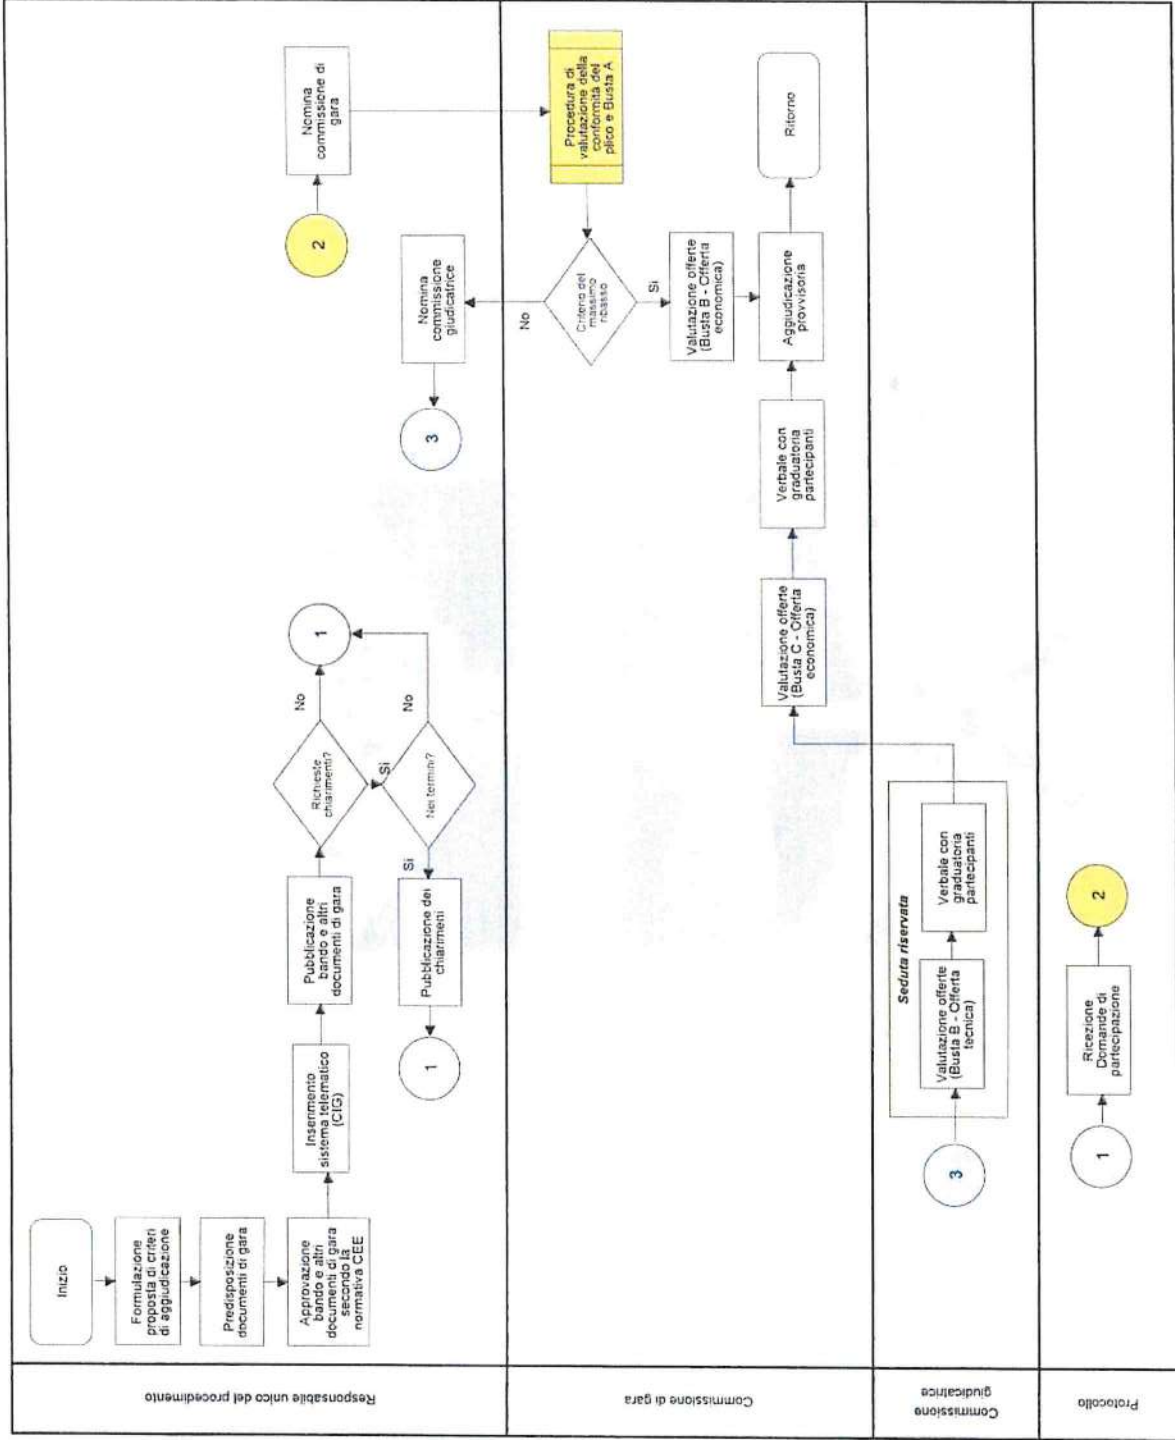 Responsabile unico del procedimento
Inizio
Formulazione
proposta di criteri
di aggiudicazione
Predisposizione
documenti di gara
Approvazione
bando e altri
documenti di gara
secondo la
normativa CEE
Inserimento
sistema telematico
(CIG)
Pubblicazione
bando e altri
documenti di gara
Richieste
chiarimenti?
No
1
Si
Nei termini?
No
Si
Pubblicazione dei
chiarimeni
1
2
Nomina
commissione di
gara
Nomina
commissione
giudicatrice
3
Commissione di gara
Procedura di
valutazione della
conformità del
plico e Busta A
Criterio del
massimo
ribasso
No
Si
Valutazione offerte
(Busta B - Offerta
economica)
Valutazione offerte
(Busta C - Offerta
economica)
Verbale con
graduatoria
partecipanti
Aggiudicazione
provvisoria
Ritorno
Commissione
giudicatrice
Seduta riservata
3
Valutazione offerte
(Busta B - Offerta
tecnica)
Verbale con
graduatoria
partecipanti
Protocollo
1
Ricezione
Domande di
partecipazione
2